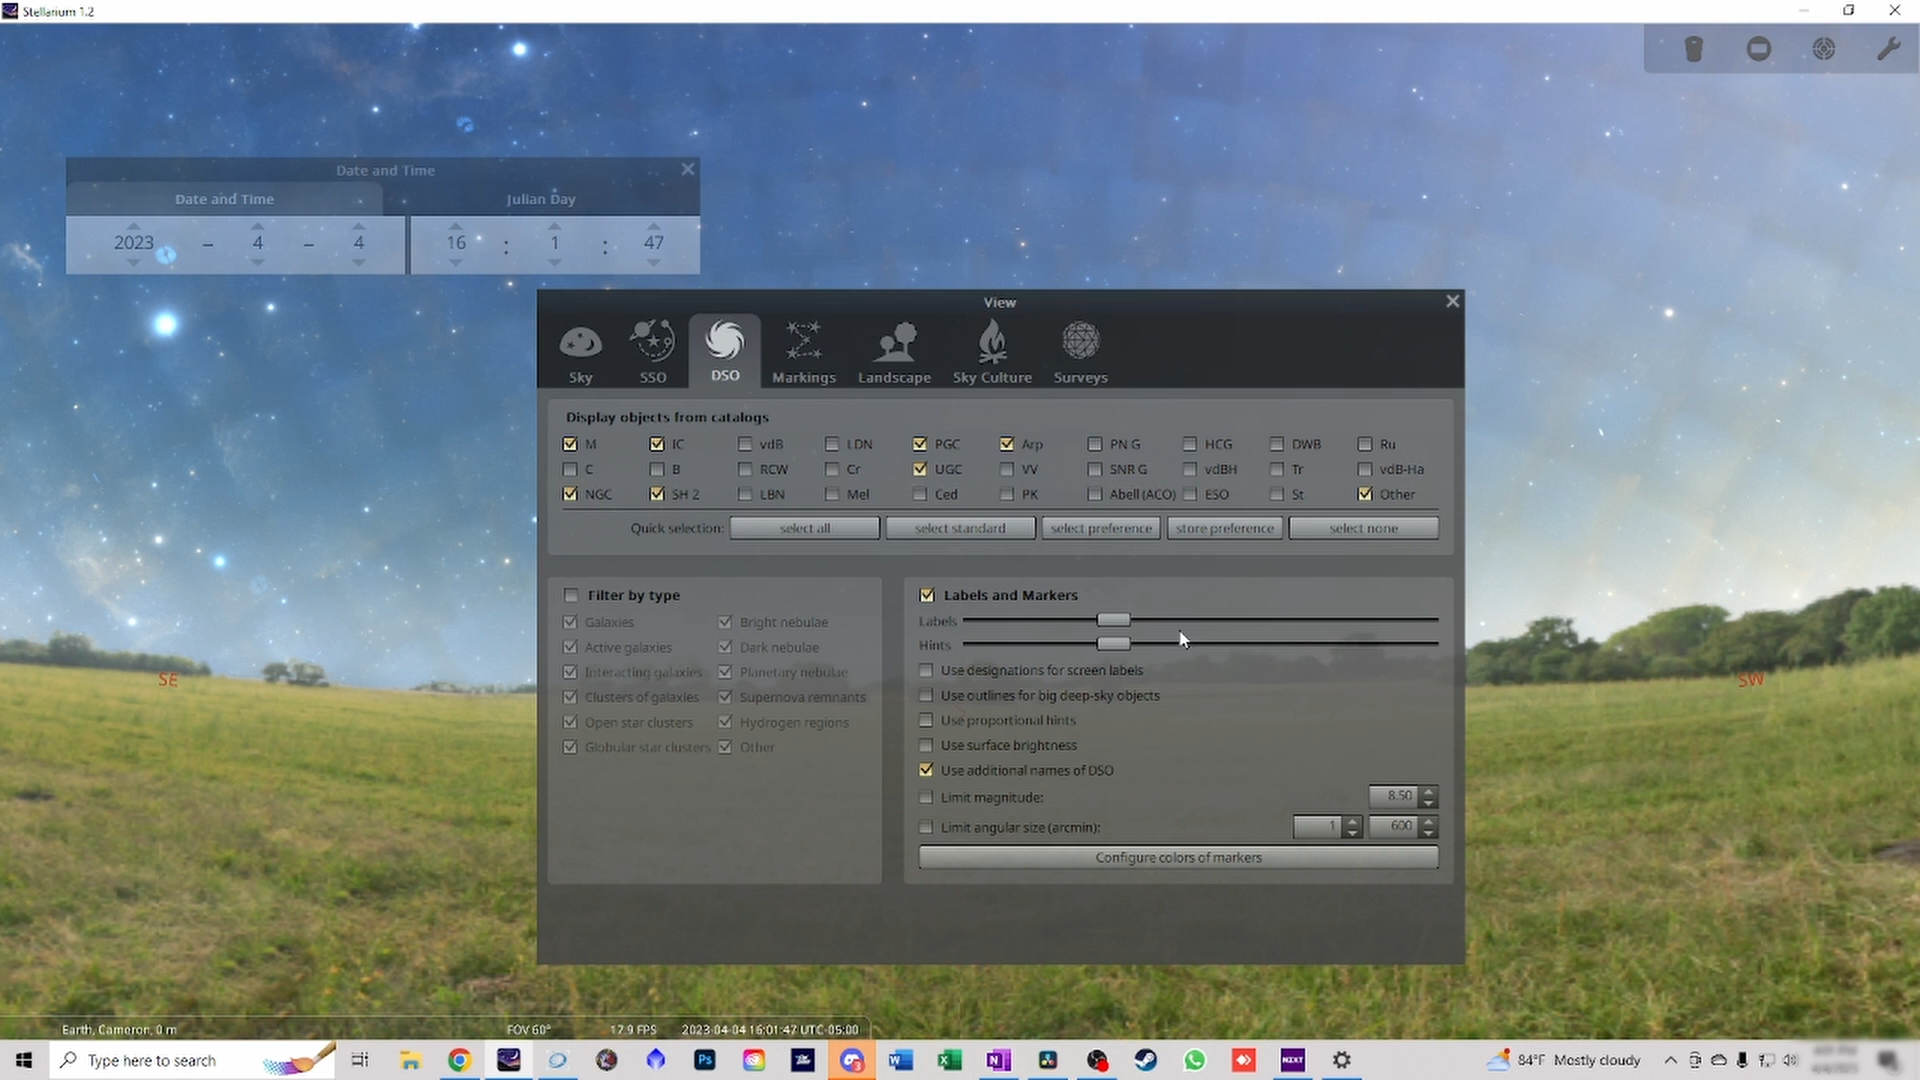 Stellarium 1.2
Date and Time
Date and Time
Julian Day
2023 – 4 – 4
16 : 1 : 47
View
Sky
SSO
DSO
Markings
Landscape
Sky Culture
Surveys
Display objects from catalogs
M IC vdB LDN PGC Arp PN G HCG DWB Ru
C B RCW Cr UGC VV SNR G vdBH Tr vdB-Ha
NGC SH 2 LBN Mel Ced PK Abell (ACO) ESO St Other
Quick selection: select all select standard select preference store preference select none
Filter by type
Galaxies Bright nebulae
Active galaxies Dark nebulae
Interacting galaxies Planetary nebulae
Clusters of galaxies Supernova remnants
Open star clusters Hydrogen regions
Globular star clusters Other
Labels and Markers
Labels
Hints
Use designations for screen labels
Use outlines for big deep-sky objects
Use proportional hints
Use surface brightness
Use additional names of DSO
Limit magnitude: 8.50
Limit angular size (arcmin): 1 600
Configure colors of markers
SE
SW
Earth, Cameron, 0 m FOV 60° 17.9 FPS 2023-04-04 16:01:47 UTC-05:00
Type here to search
Ps
3
W
X
N
NZXT
84°F Mostly cloudy